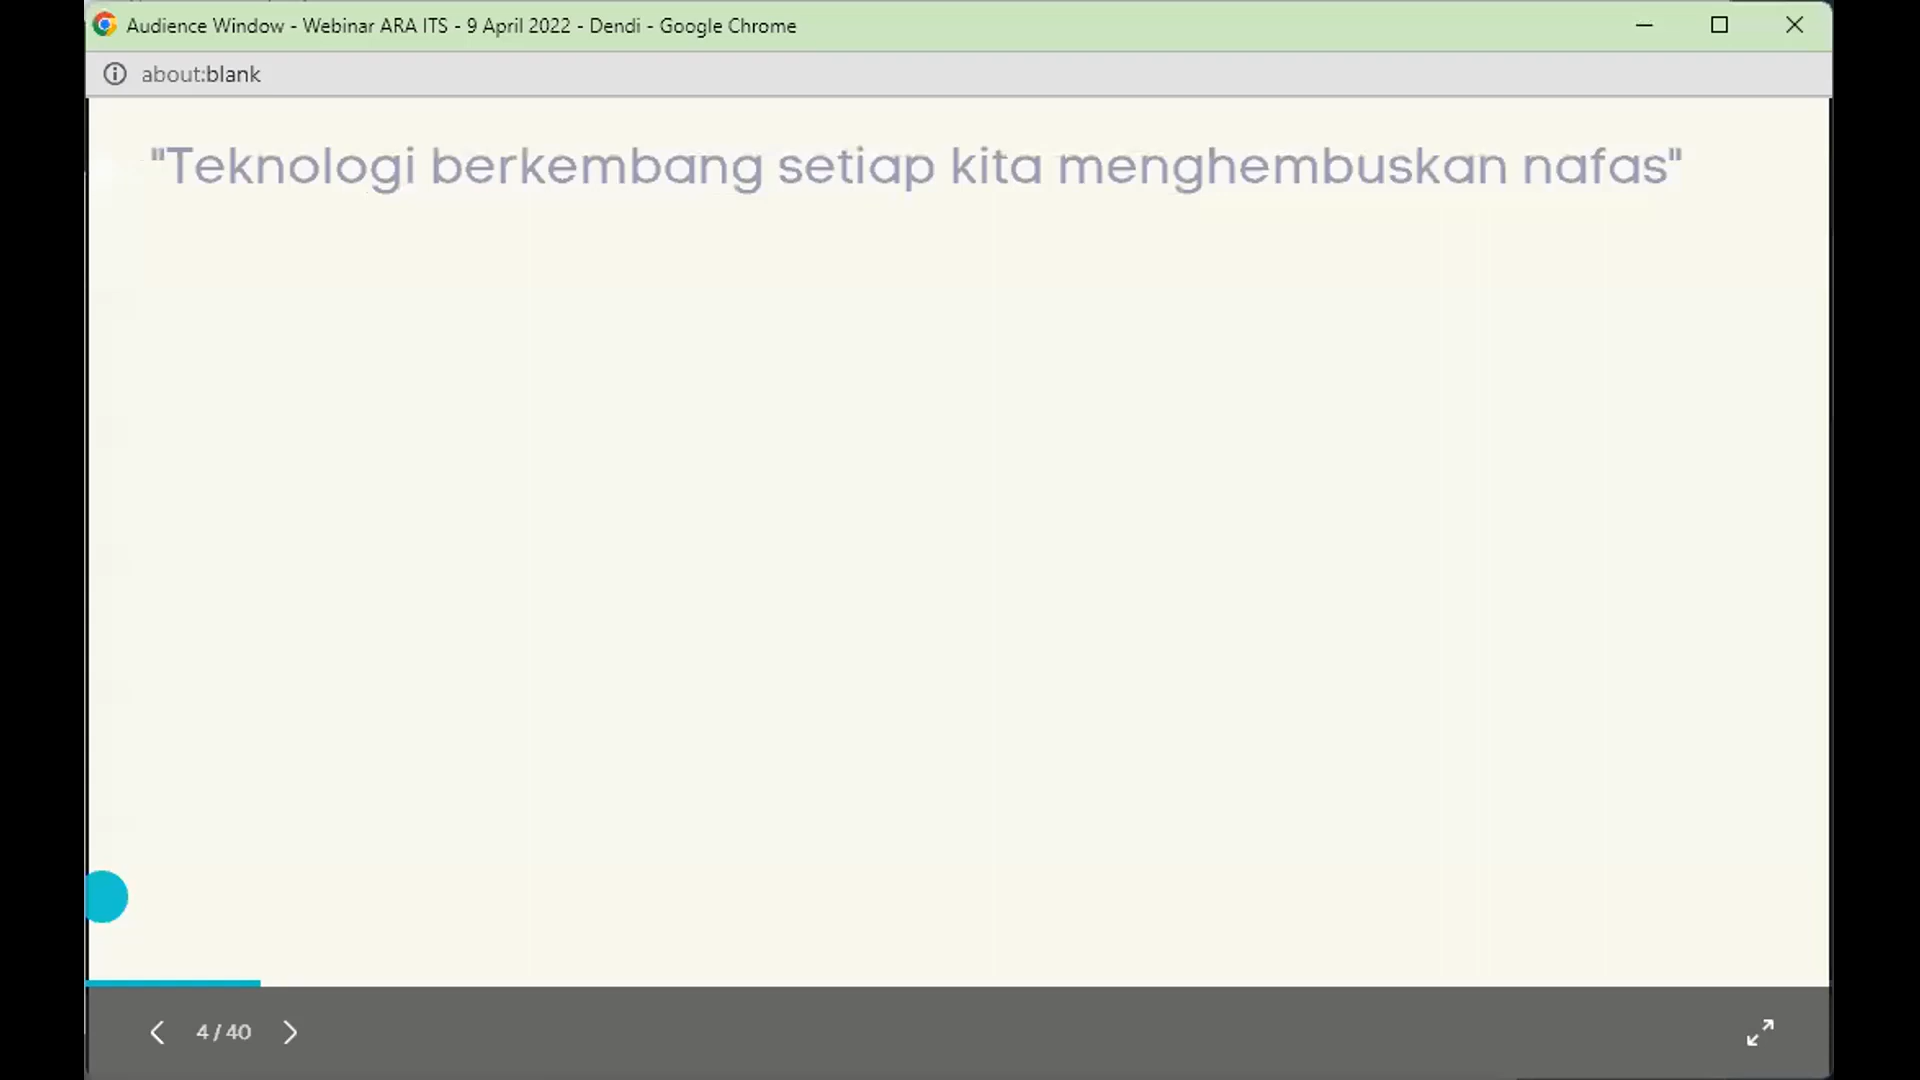 Audience Window - Webinar ARA ITS - 9 April 2022 - Dendi - Google Chrome
about:blank
"Teknologi berkembang setiap kita menghembuskan nafas"
4 / 40